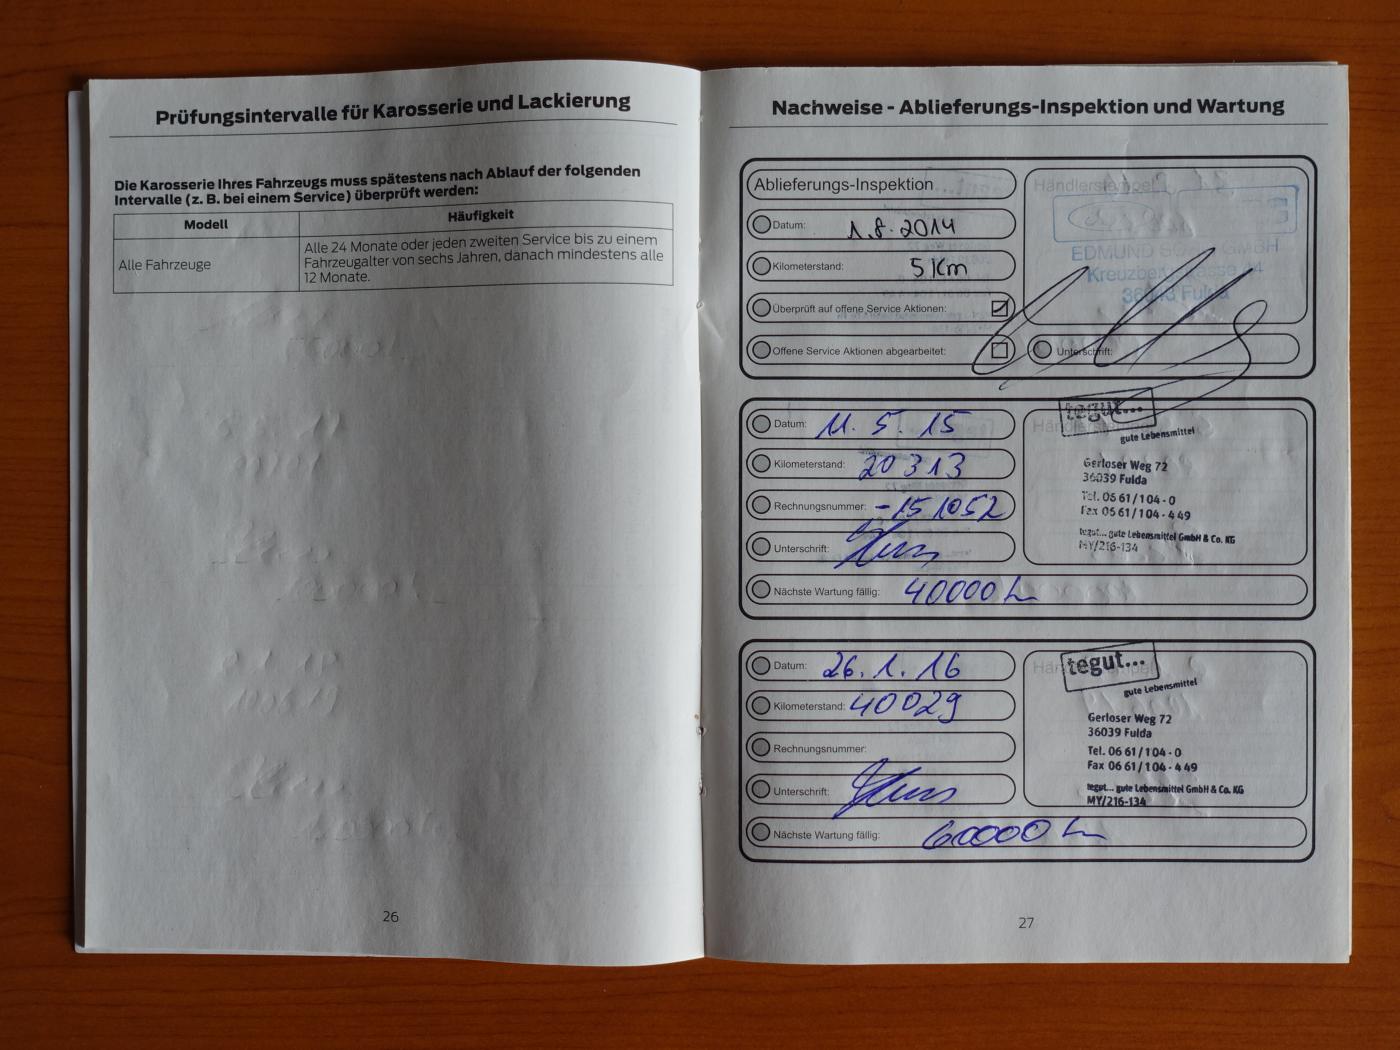 Prüfungsintervalle für Karosserie und Lackierung
Die Karosserie Ihres Fahrzeugs muss spätestens nach Ablauf der folgenden
Intervalle (z. B. bei einem Service) überprüft werden:
Modell
Häufigkeit
Alle Fahrzeuge
Alle 24 Monate oder jeden zweiten Service bis zu einem
Fahrzeugalter von sechs Jahren, danach mindestens alle
12 Monate.
26
Nachweise - Ablieferungs-Inspektion und Wartung
Ablieferungs-Inspektion
Datum: 1.8.2014
Kilometerstand: 5 Km
Überprüft auf offene Service Aktionen:
Offene Service Aktionen abgearbeitet:
Händlerstempel
EDMUND GMBH
36043 Fulda
Unterschrift:
Datum: 11. 5. 15
Kilometerstand: 20313
Rechnungsnummer: -151052
Unterschrift:
Nächste Wartung fällig: 40000
Händlerstempel
tegut...
gute Lebensmittel
Gerloser Weg 72
36039 Fulda
Tel. 06 61/104-0
Fax 06 61/104-449
tegut... gute Lebensmittel GmbH & Co. KG
MY/216-134
Datum: 26. 1. 16
Kilometerstand: 40029
Rechnungsnummer:
Unterschrift:
Nächste Wartung fällig: 60000
Händlerstempel
tegut...
gute Lebensmittel
Gerloser Weg 72
36039 Fulda
Tel. 06 61/104-0
Fax 06 61/104-449
tegut... gute Lebensmittel GmbH & Co. KG
MY/216-134
27